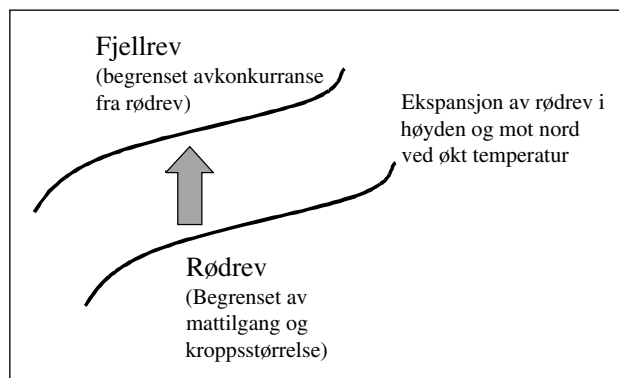 Fjellrev
(begrenset avkonkurranse
fra rødrev)
Ekspansjon av rødrev i
høyden og mot nord
ved økt temperatur
Rødrev
(Begrenset av
mattilgang og
kroppsstørrelse)